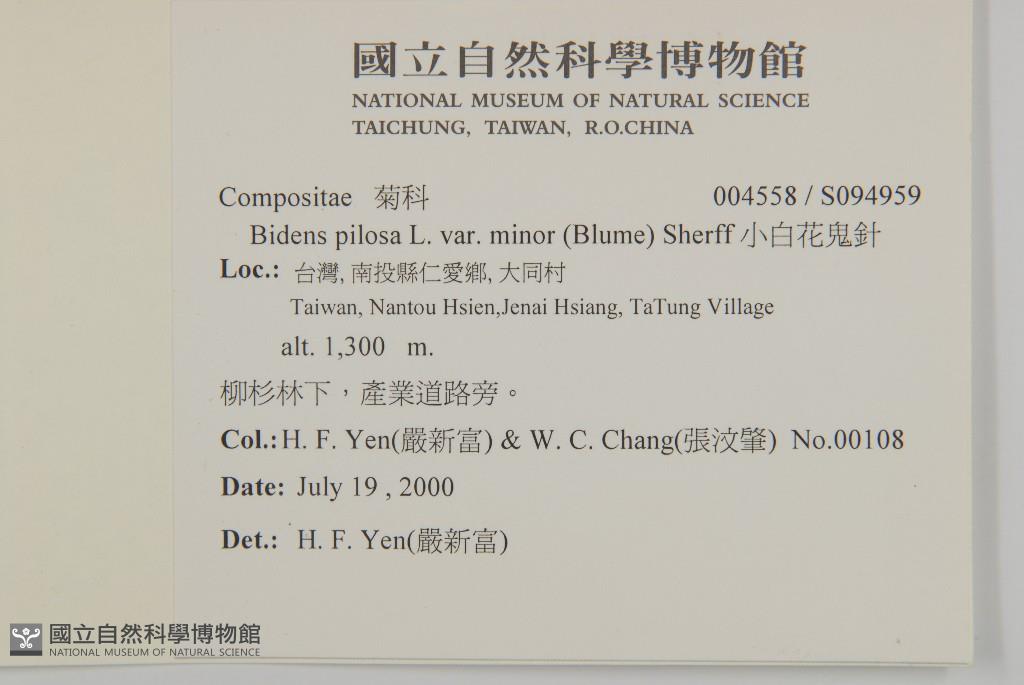 國立自然科學博物館
NATIONAL MUSEUM OF NATURAL SCIENCE
TAICHUNG, TAIWAN, R.O.CHINA
Compositae 菊科 004558 / S094959
Bidens pilosa L. var. minor (Blume) Sherff 小白花鬼針
Loc.: 台灣, 南投縣仁愛鄉, 大同村
Taiwan, Nantou Hsien,Jenai Hsiang, TaTung Village
alt. 1,300 m.
柳杉林下，產業道路旁。
Col.:H. F. Yen(嚴新富) & W. C. Chang(張汶肇) No.00108
Date: July 19 , 2000
Det.: H. F. Yen(嚴新富)
國立自然科學博物館
NATIONAL MUSEUM OF NATURAL SCIENCE